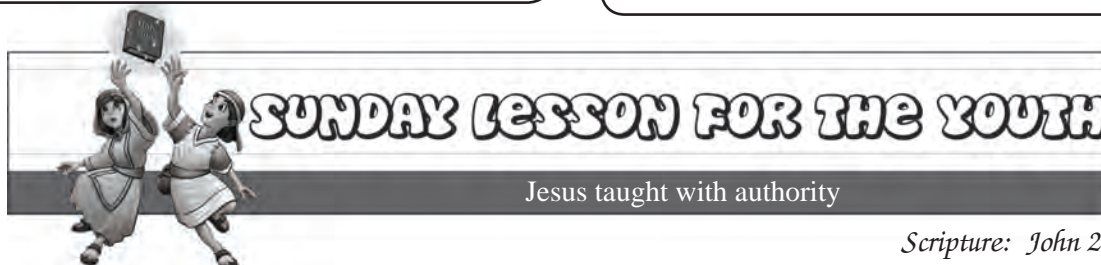 SUNDAY LESSON FOR THE YOUTH
Jesus taught with authority
Scripture: John 2